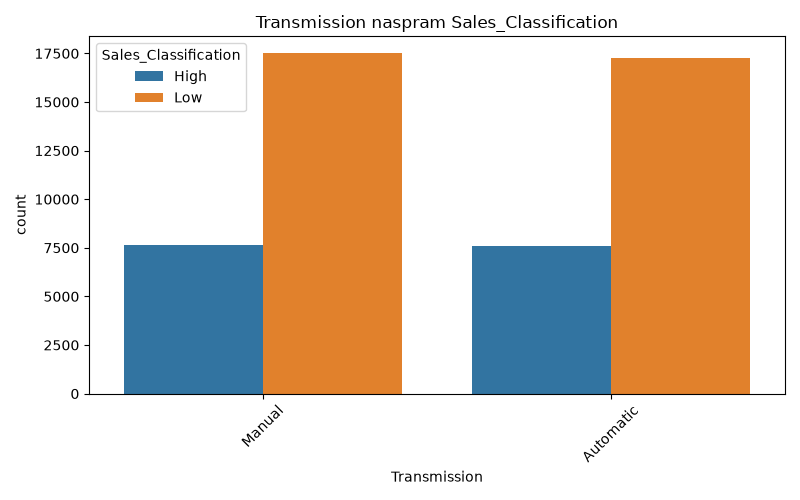 Transmission naspram Sales_Classification
Sales_Classification
High
Low
17500
15000
12500
10000
7500
5000
2500
0
count
Manual
Automatic
Transmission